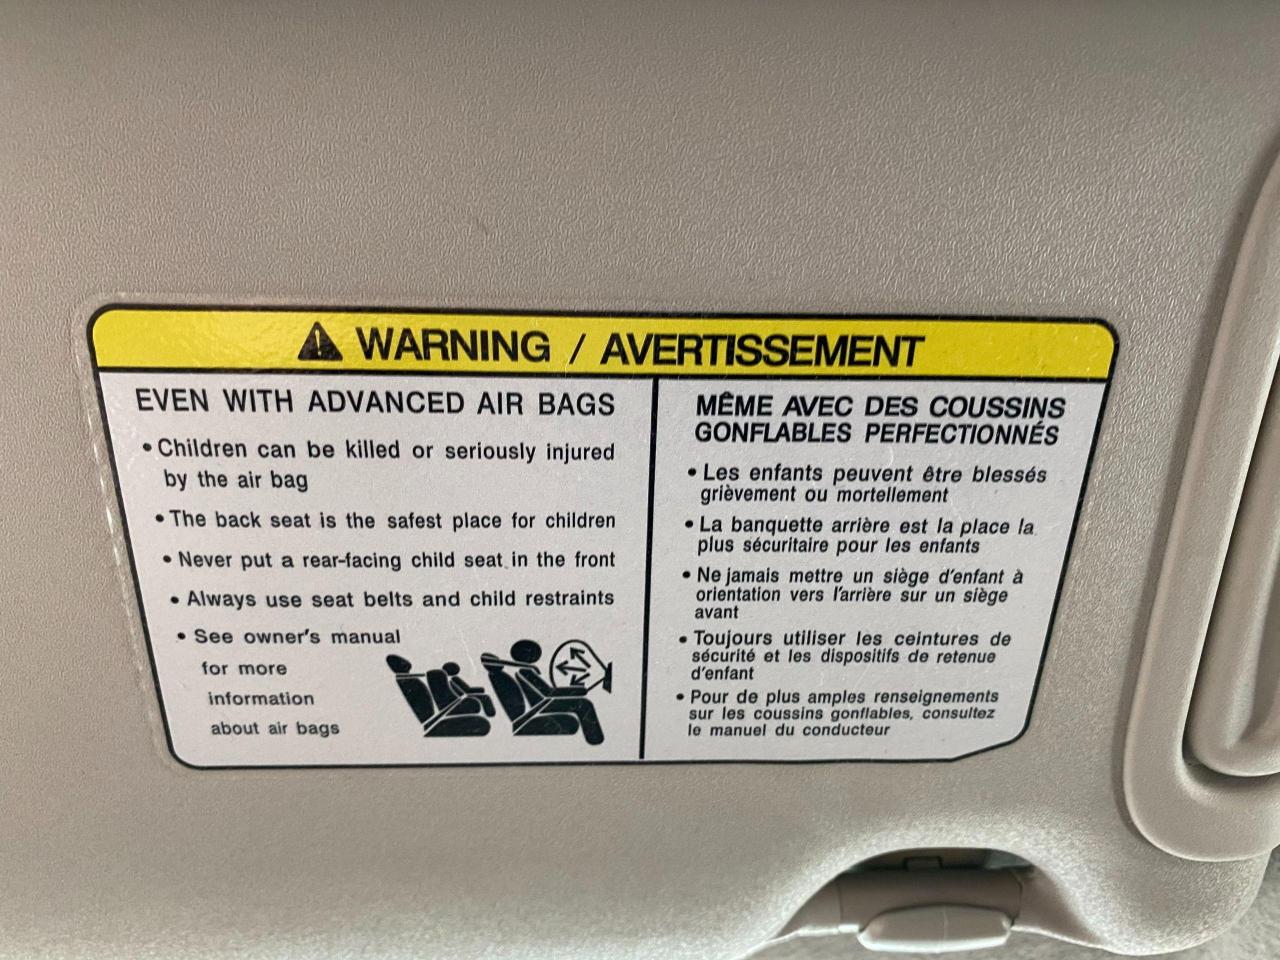 WARNING / AVERTISSEMENT
EVEN WITH ADVANCED AIR BAGS
• Children can be killed or seriously injured
by the air bag
• The back seat is the safest place for children
• Never put a rear-facing child seat in the front
• Always use seat belts and child restraints
• See owner's manual
for more
information
about air bags
MÊME AVEC DES COUSSINS
GONFLABLES PERFECTIONNÉS
• Les enfants peuvent être blessés
grièvement ou mortellement
• La banquette arrière est la place la
plus sécuritaire pour les enfants
• Ne jamais mettre un siège d'enfant à
orientation vers l'arrière sur un siège
avant
• Toujours utiliser les ceintures de
sécurité et les dispositifs de retenue
d'enfant
• Pour de plus amples renseignements
sur les coussins gonflables, consultez
le manuel du conducteur